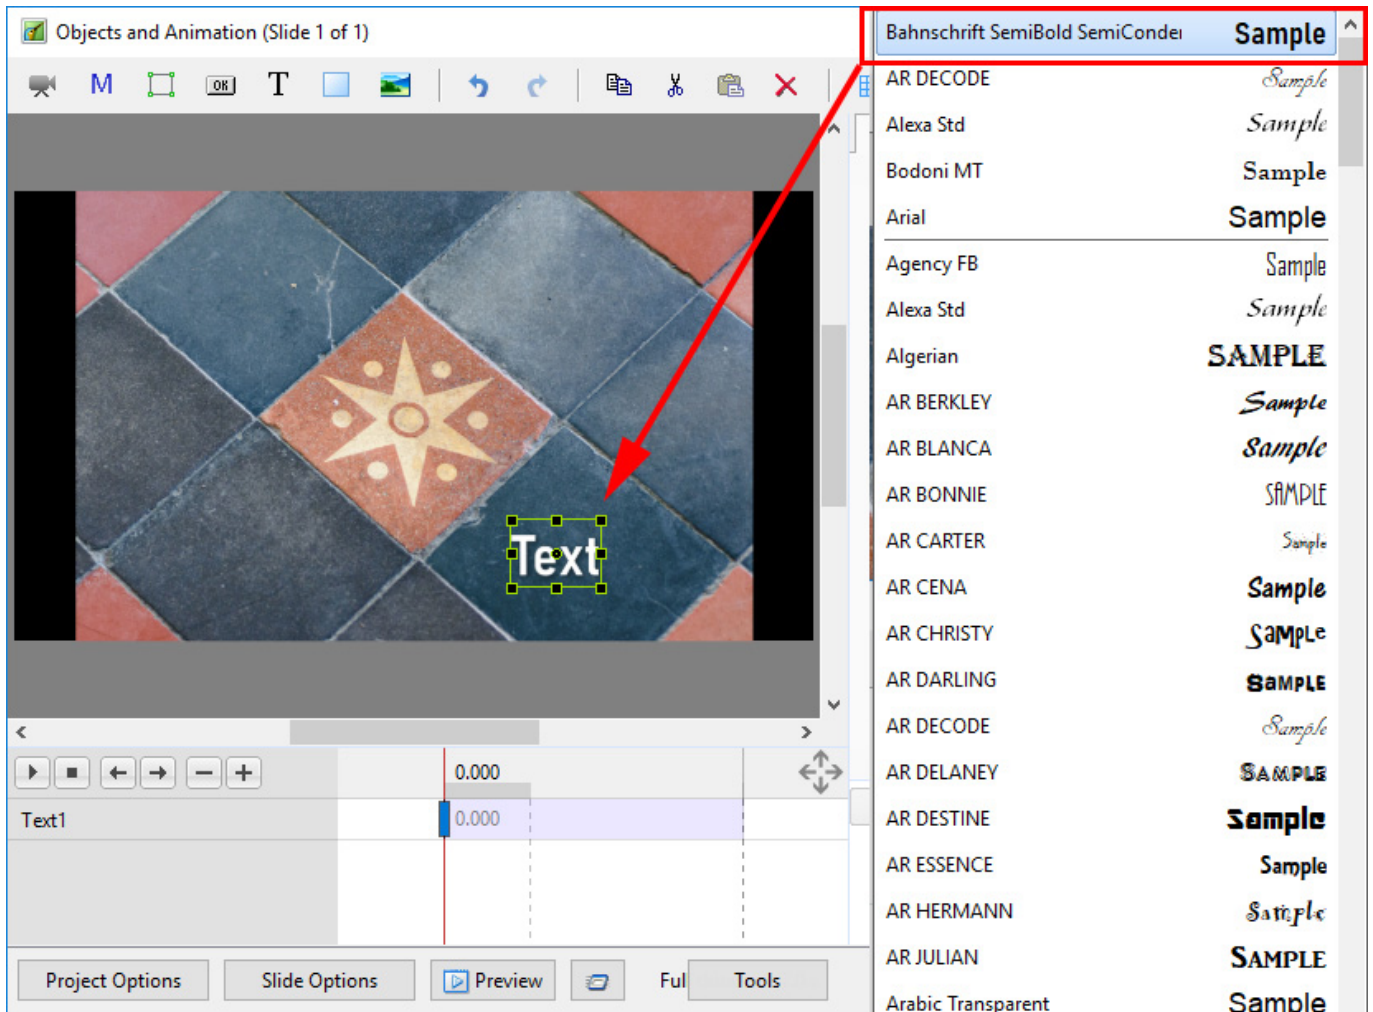 Objects and Animation (Slide 1 of 1)
M
OK
T
Text
0.000
Text1
0.000
Project Options
Slide Options
Preview
Ful
Tools
Bahnschrift SemiBold SemiConder Sample
AR DECODE Sample
Alexa Std Sample
Bodoni MT Sample
Arial Sample
Agency FB Sample
Alexa Std Sample
Algerian SAMPLE
AR BERKLEY Sample
AR BLANCA Sample
AR BONNIE SAMPLE
AR CARTER Sample
AR CENA Sample
AR CHRISTY SaMpLe
AR DARLING SaMPLE
AR DECODE Sample
AR DELANEY SAMPLE
AR DESTINE Sample
AR ESSENCE Sample
AR HERMANN Sample
AR JULIAN SAMPLE
Arabic Transparent Sample